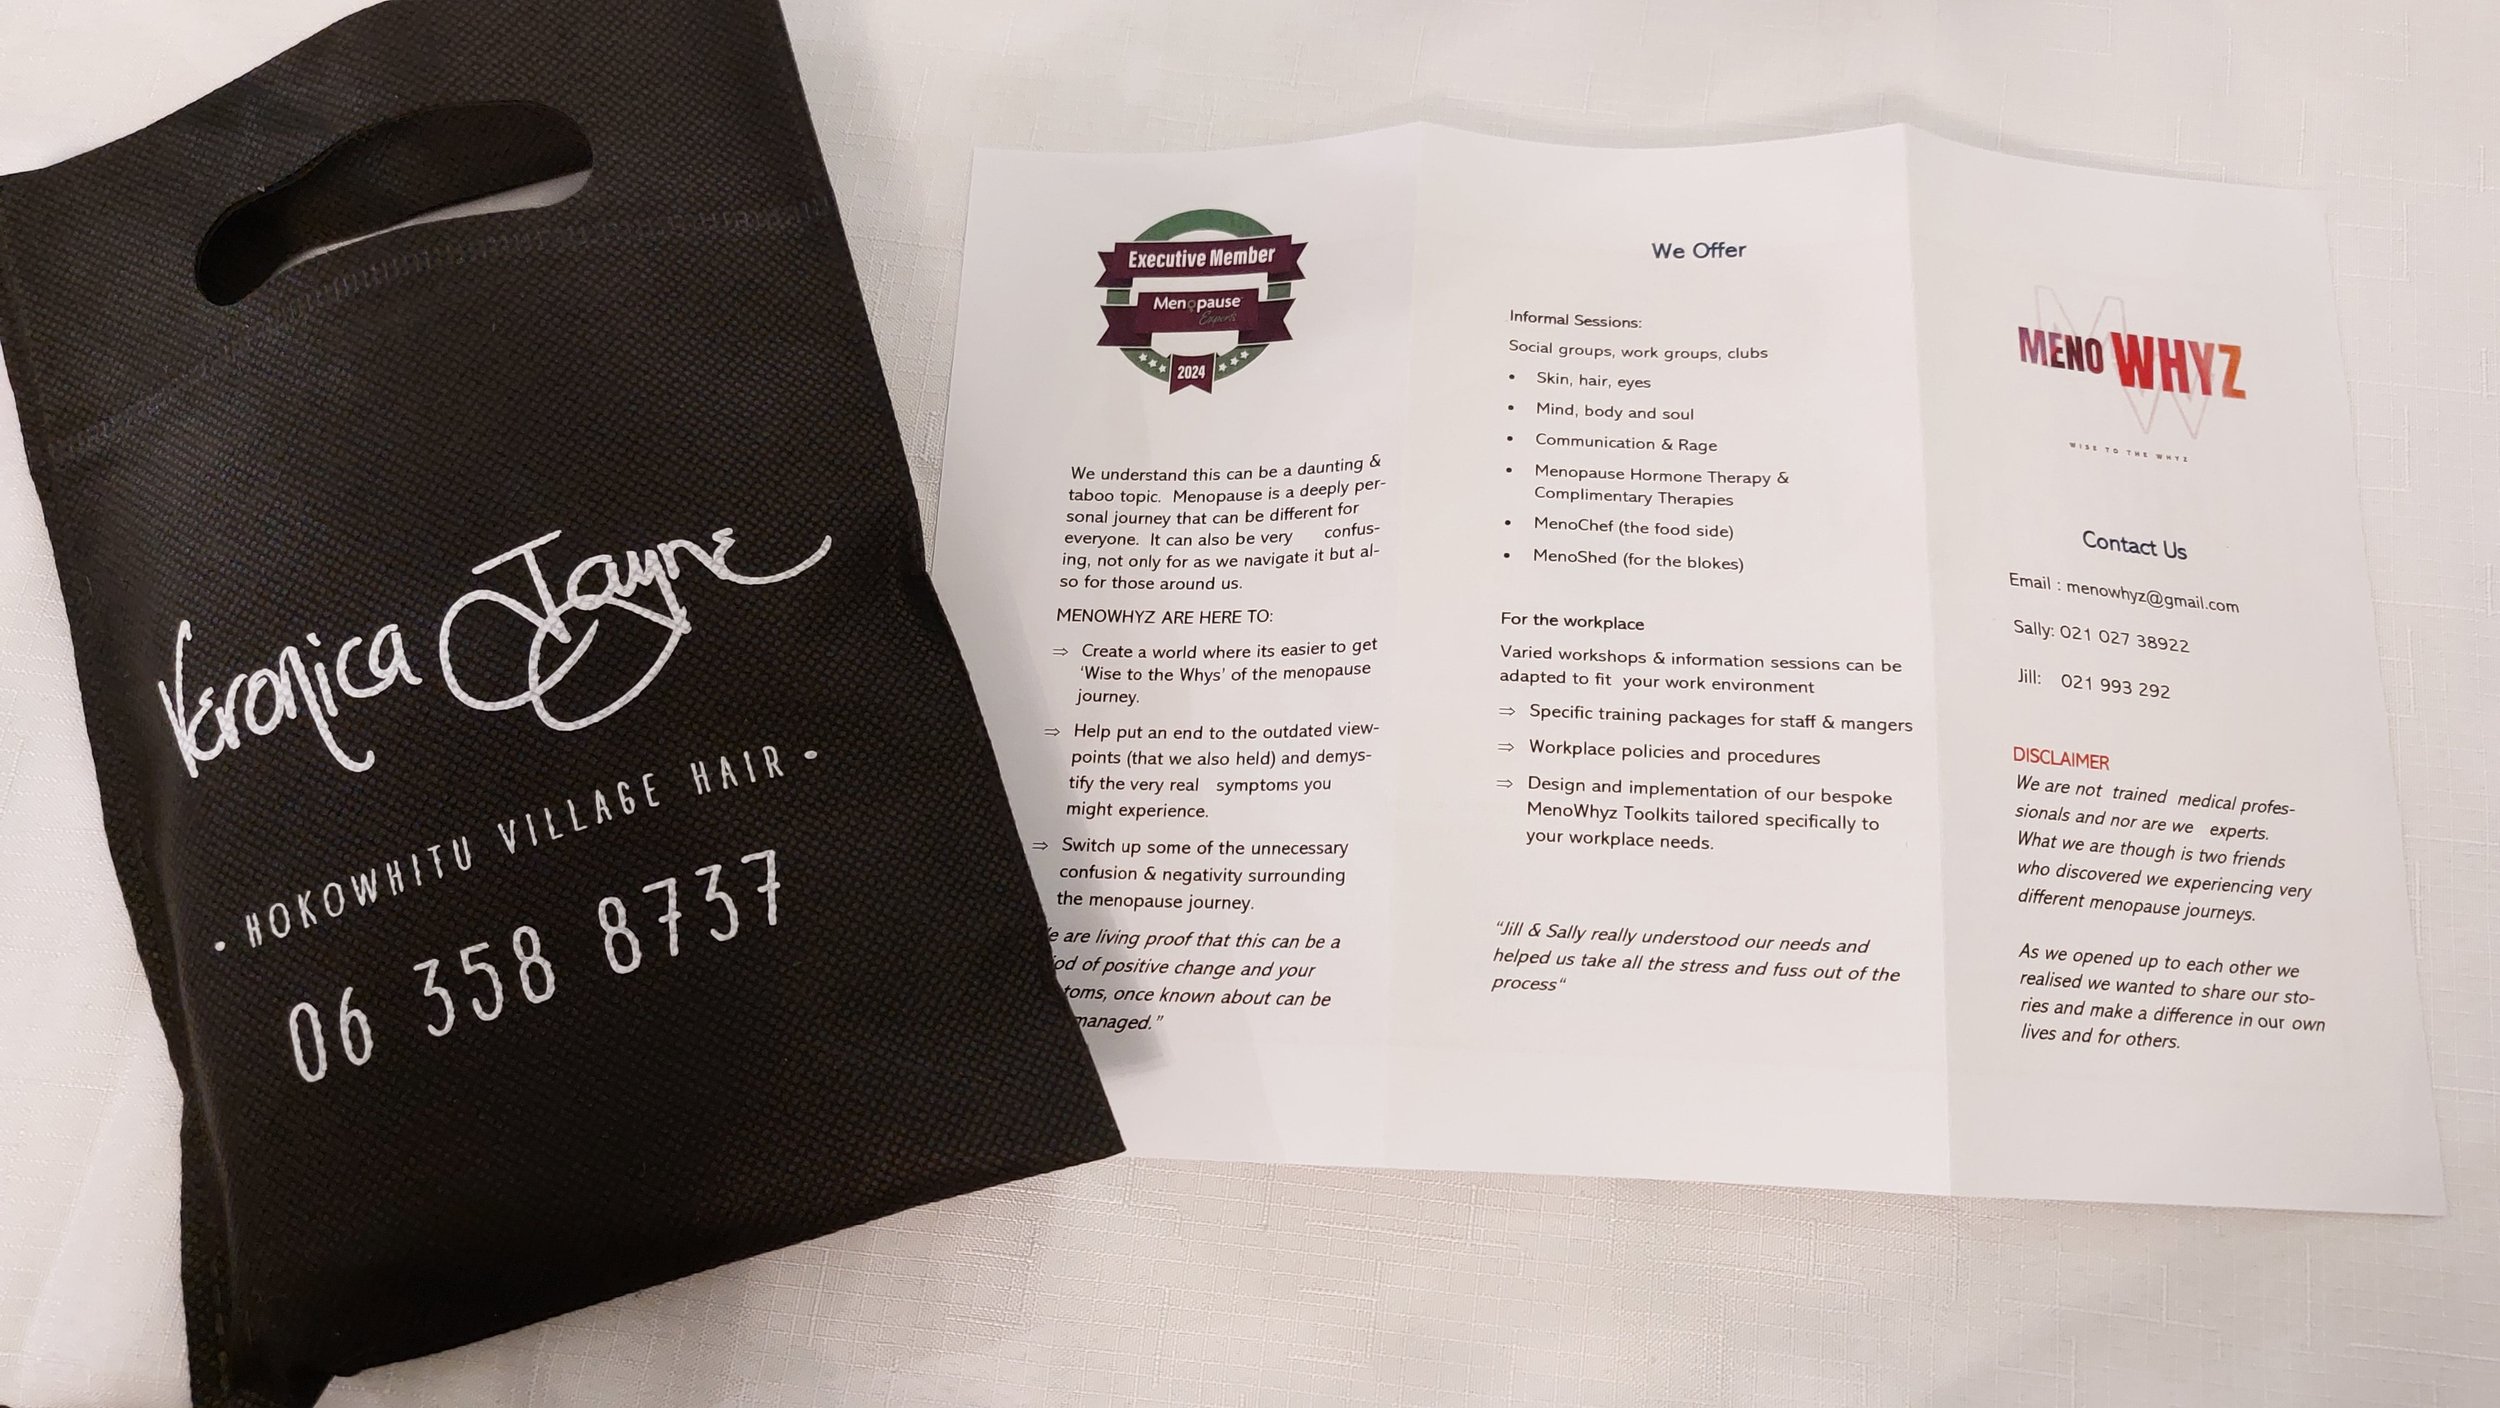 Veronica Jayne
• HOKOWHITU VILLAGE HAIR •
06 358 8737
Executive Member
Menopause
Experts
2024
We understand this can be a daunting &
taboo topic. Menopause is a deeply per-
sonal journey that can be different for
everyone. It can also be very confus-
ing, not only for as we navigate it but al-
so for those around us.
MENOWHYZ ARE HERE TO:
⇒ Create a world where its easier to get
‘Wise to the Whys’ of the menopause
journey.
⇒ Help put an end to the outdated view-
points (that we also held) and demys-
tify the very real symptoms you
might experience.
⇒ Switch up some of the unnecessary
confusion & negativity surrounding
the menopause journey.
are living proof that this can be a
of positive change and your
once known about can be
managed.”
We Offer
Informal Sessions:
Social groups, work groups, clubs
• Skin, hair, eyes
• Mind, body and soul
• Communication & Rage
• Menopause Hormone Therapy &
Complimentary Therapies
• MenoChef (the food side)
• MenoShed (for the blokes)
For the workplace
Varied workshops & information sessions can be
adapted to fit your work environment
⇒ Specific training packages for staff & mangers
⇒ Workplace policies and procedures
⇒ Design and implementation of our bespoke
MenoWhyz Toolkits tailored specifically to
your workplace needs.
“Jill & Sally really understood our needs and
helped us take all the stress and fuss out of the
process“
MENO WHYZ
WISE TO THE WHYZ
Contact Us
Email : menowhyz@gmail.com
Sally: 021 027 38922
Jill: 021 993 292
DISCLAIMER
We are not trained medical profes-
sionals and nor are we experts.
What we are though is two friends
who discovered we experiencing very
different menopause journeys.
As we opened up to each other we
realised we wanted to share our sto-
ries and make a difference in our own
lives and for others.